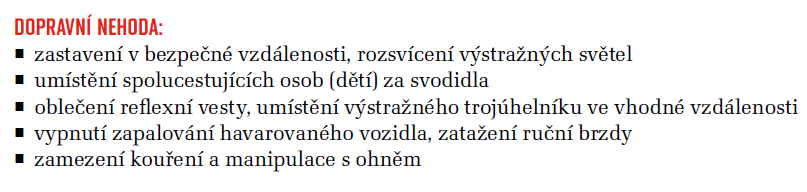 DOPRAVNÍ NEHODA:
▪ zastavení v bezpečné vzdálenosti, rozsvícení výstražných světel
▪ umístění spolucestujících osob (dětí) za svodidla
▪ oblečení reflexní vesty, umístění výstražného trojúhelníku ve vhodné vzdálenosti
▪ vypnutí zapalování havarovaného vozidla, zatažení ruční brzdy
▪ zamezení kouření a manipulace s ohněm